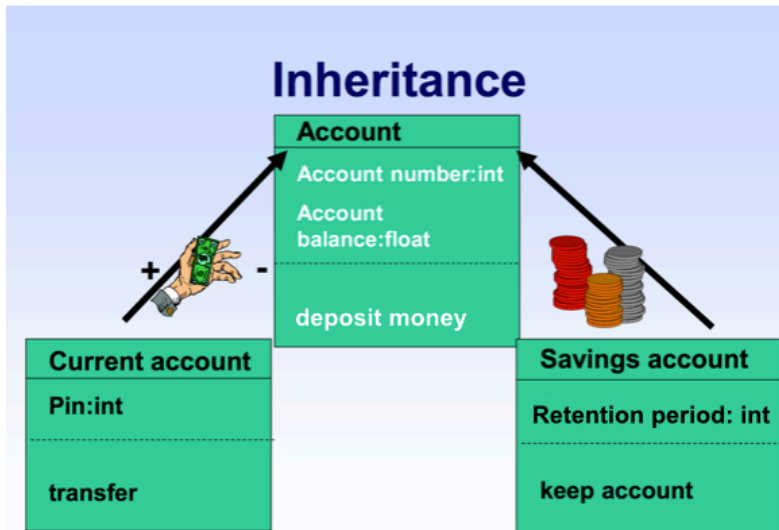 Inheritance
Account
Account number:int
Account
balance:float
deposit money
+ -
Current account
Pin:int
transfer
Savings account
Retention period: int
keep account